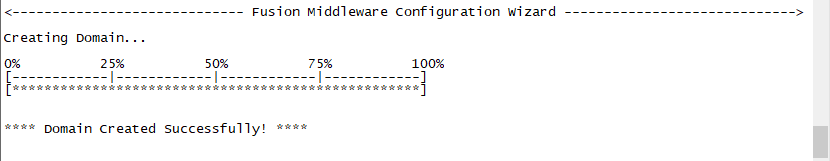 <---------------------------- Fusion Middleware Configuration Wizard ---------------------------->
Creating Domain...
0%          25%          50%          75%          100%
[------------|------------|------------|------------]
[***************************************************]
**** Domain Created Successfully! ****